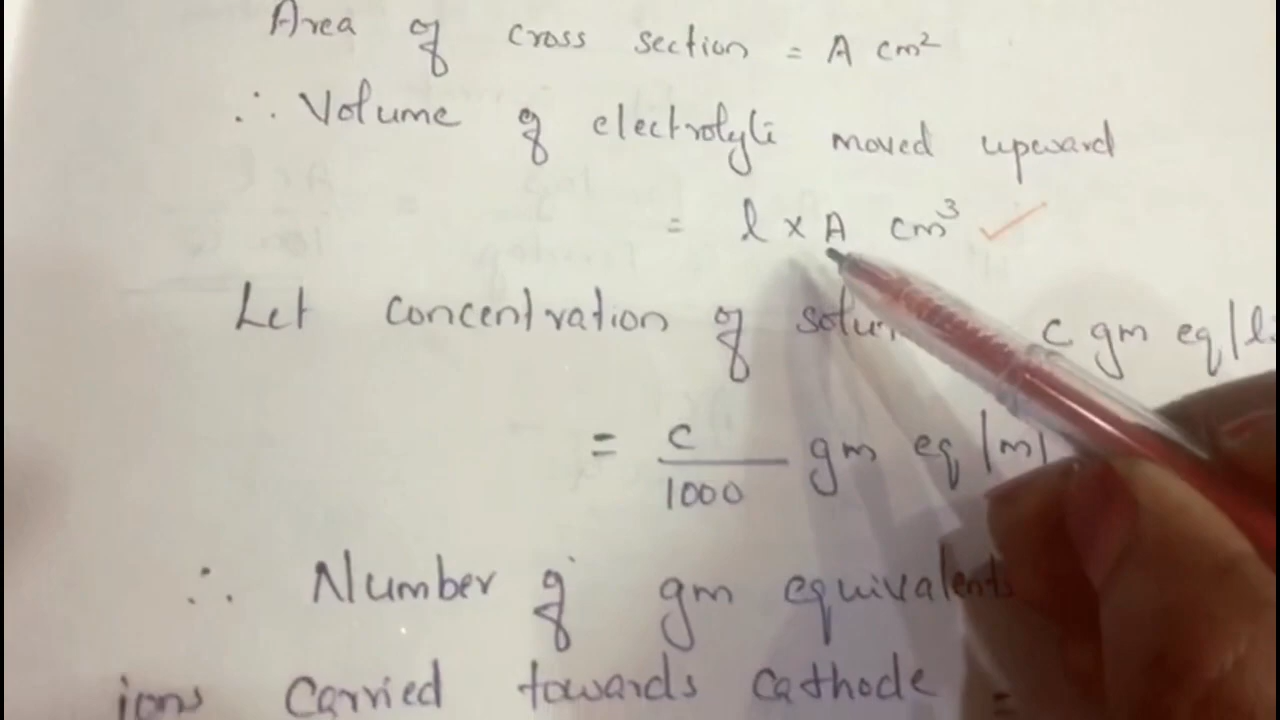 Area of cross section = A cm²
∴ Volume of electrolyte moved upward
= l × A cm³ ✓
Let concentration of c gm eq/l
= c/1000 gm eq/ml
∴ Number of gm equivalents
ions carried towards cathode =